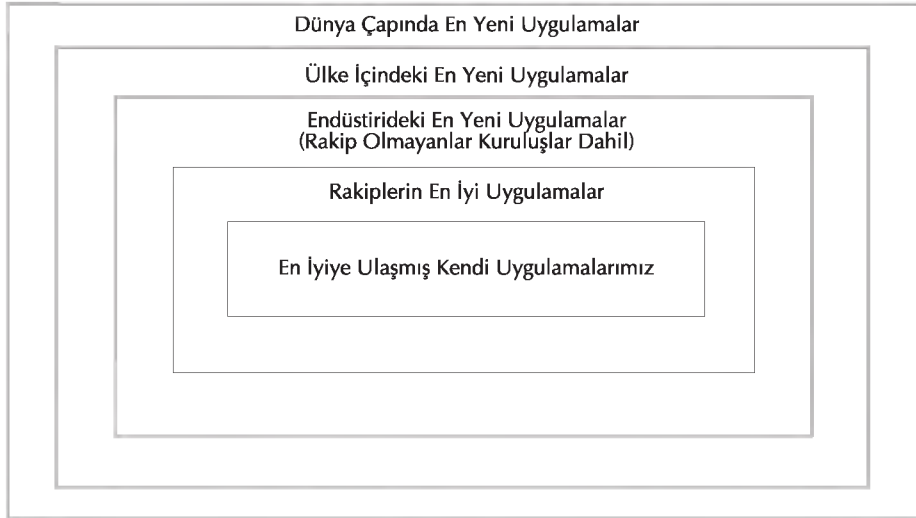 Dünya Çapında En Yeni Uygulamalar
Ülke İçindeki En Yeni Uygulamalar
Endüstirideki En Yeni Uygulamalar
(Rakip Olmayanlar Kuruluşlar Dahil)
Rakiplerin En İyi Uygulamalar
En İyiye Ulaşmış Kendi Uygulamalarımız